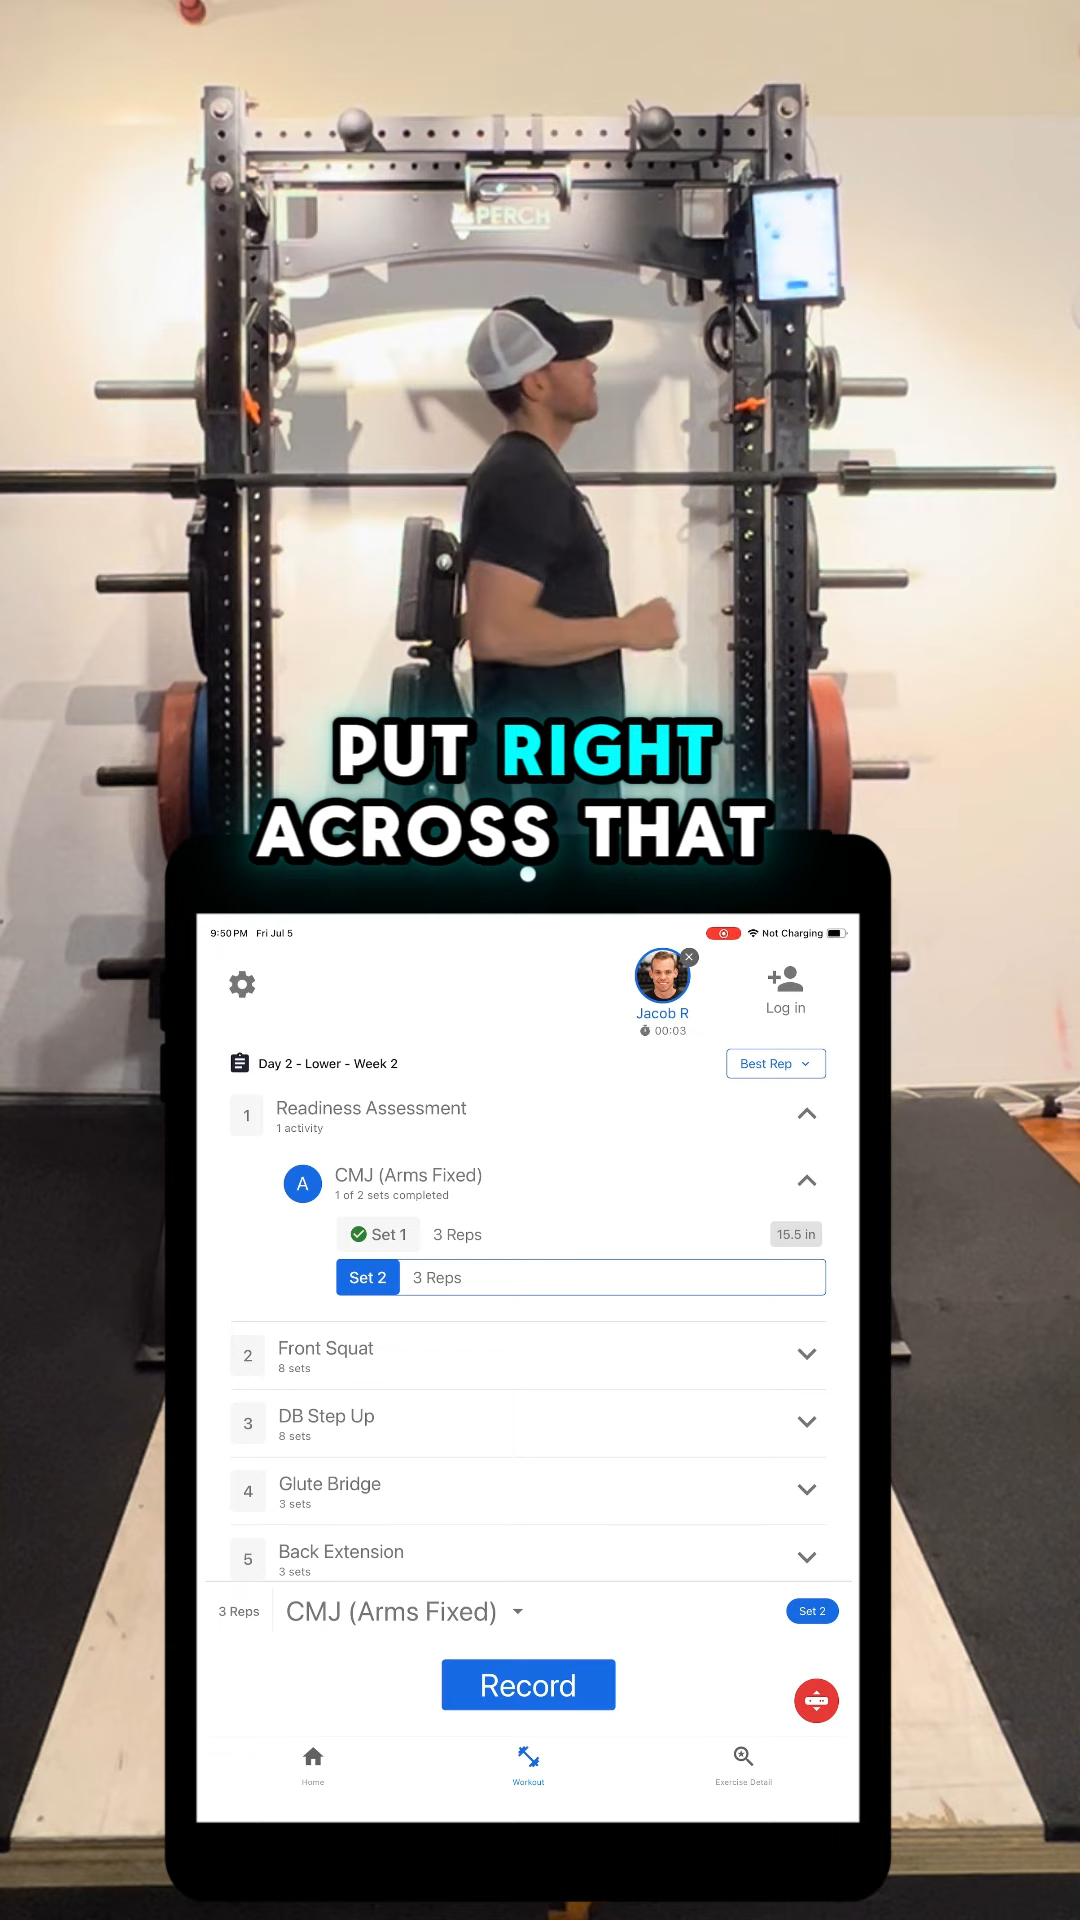 PERCH
PUT RIGHT
ACROSS THAT
9:50 PM Fri Jul 5
Not Charging
Jacob R
00:03
Log in
Day 2 - Lower - Week 2
Best Rep
1
Readiness Assessment
1 activity
A
CMJ (Arms Fixed)
1 of 2 sets completed
Set 1
3 Reps
15.5 in
Set 2
3 Reps
2
Front Squat
8 sets
3
DB Step Up
8 sets
4
Glute Bridge
3 sets
5
Back Extension
3 sets
3 Reps
CMJ (Arms Fixed)
Set 2
Record
Home
Workout
Exercise Detail